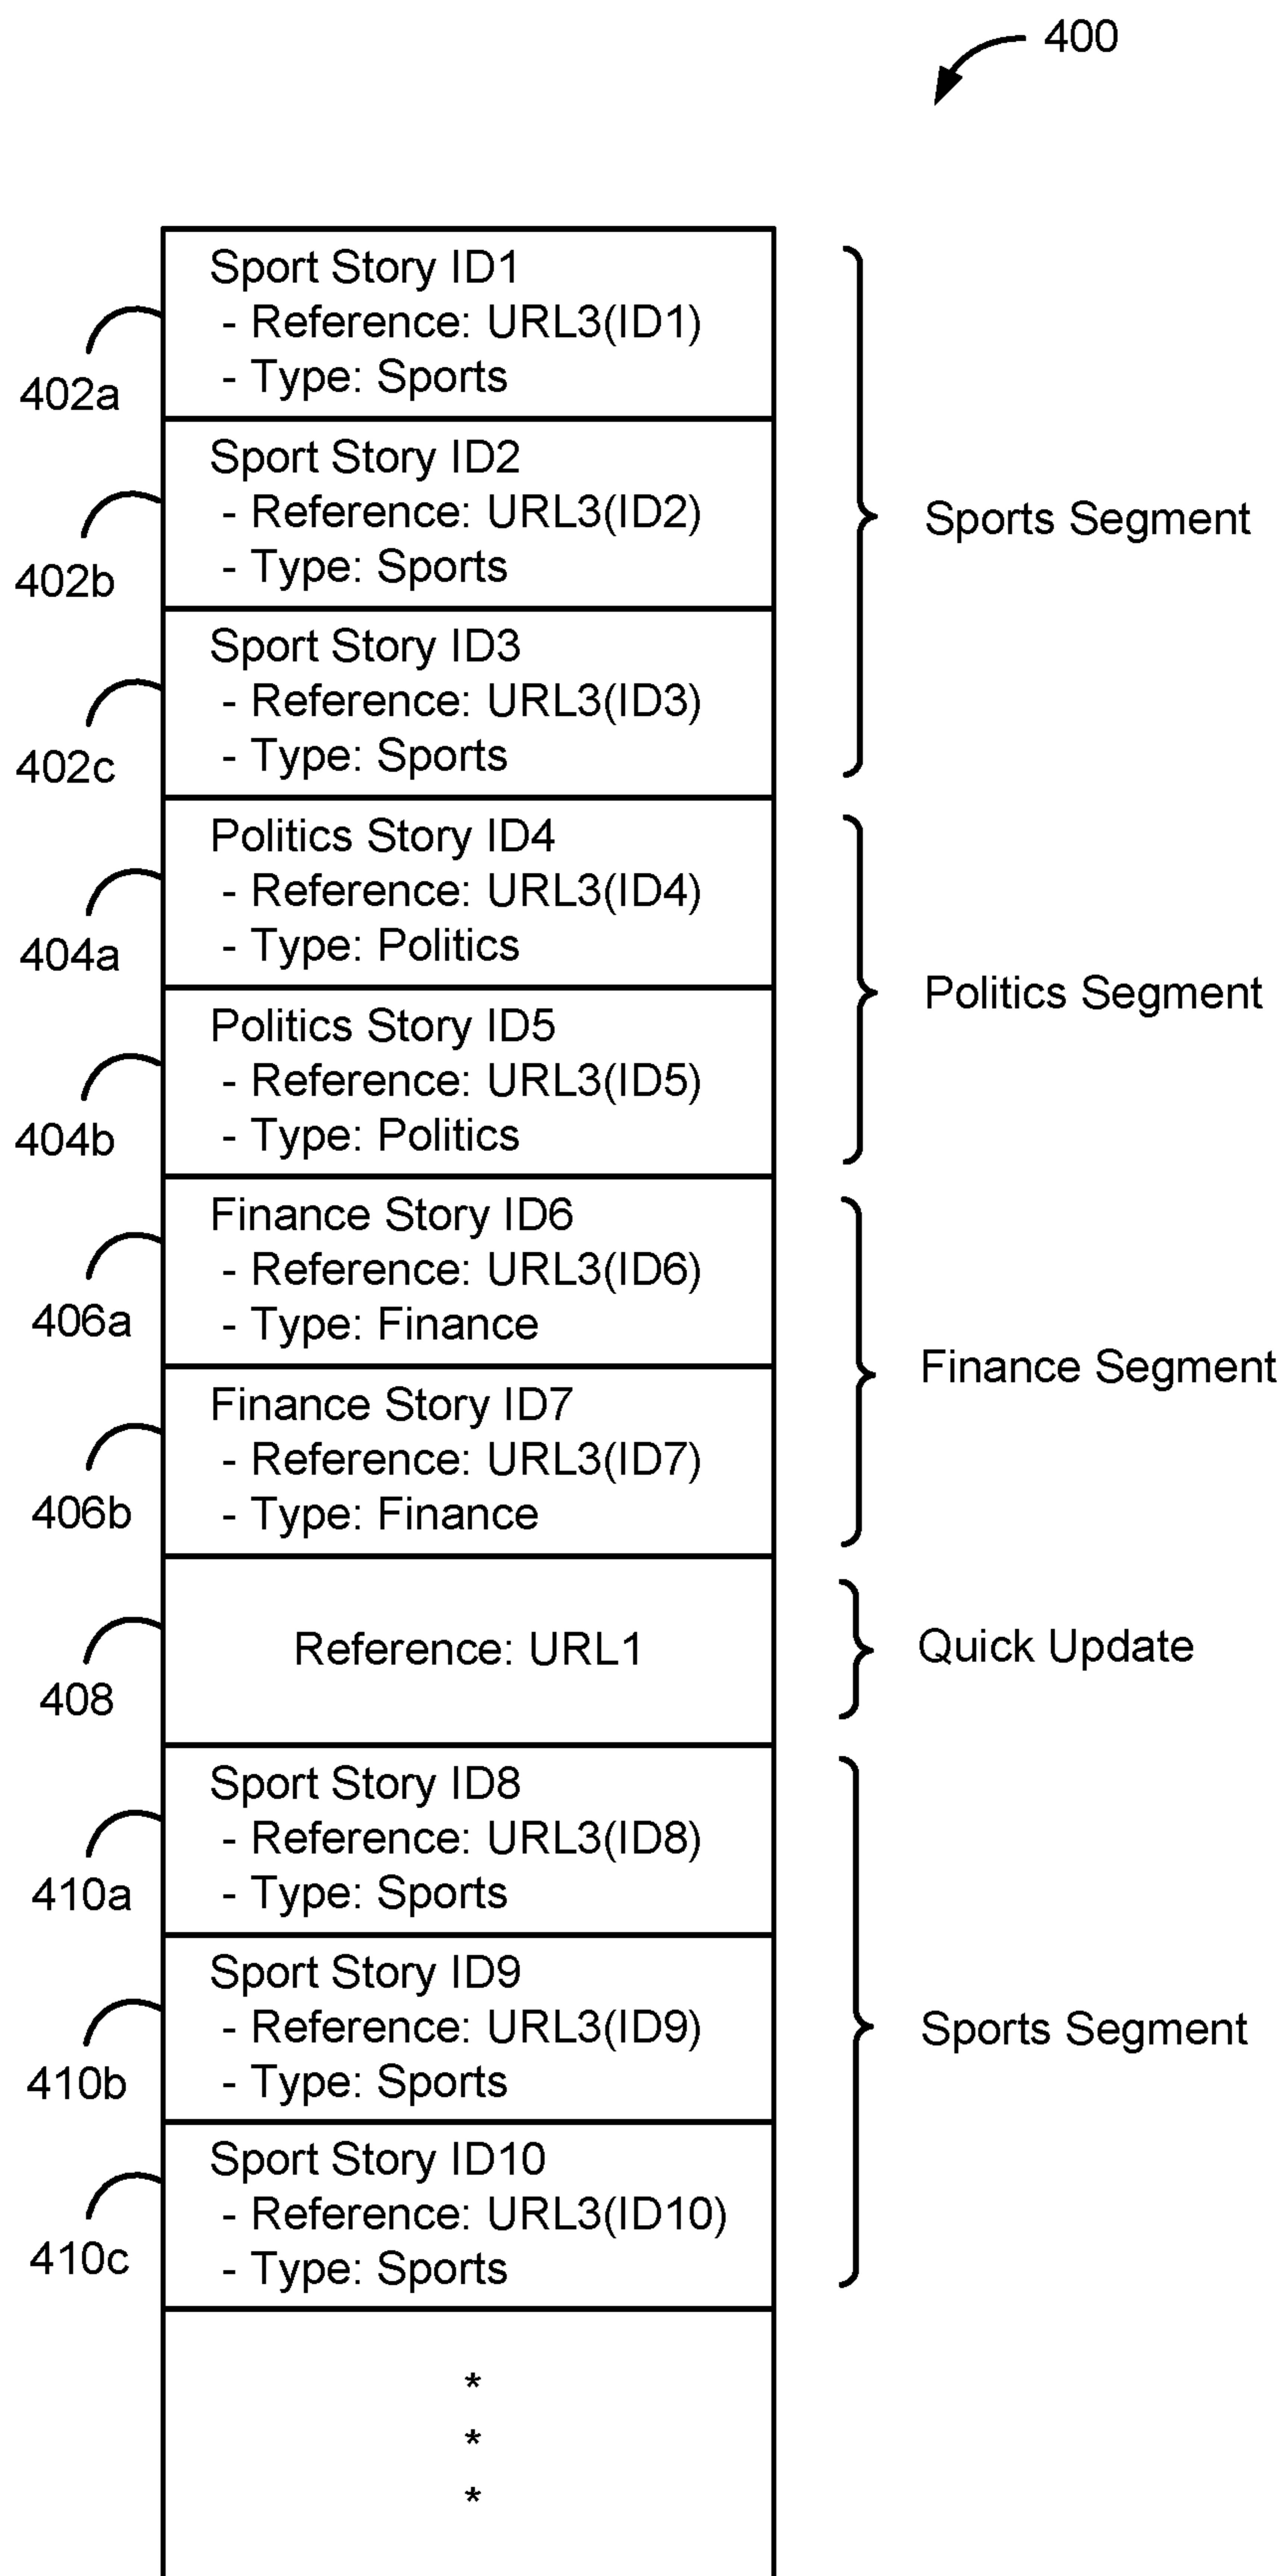 400
Sport Story ID1
- Reference: URL3(ID1)
- Type: Sports
402a
Sport Story ID2
- Reference: URL3(ID2)
- Type: Sports
402b
Sports Segment
Sport Story ID3
- Reference: URL3(ID3)
- Type: Sports
402c
Politics Story ID4
- Reference: URL3(ID4)
- Type: Politics
404a
Politics Segment
Politics Story ID5
- Reference: URL3(ID5)
- Type: Politics
404b
Finance Story ID6
- Reference: URL3(ID6)
- Type: Finance
406a
Finance Segment
Finance Story ID7
- Reference: URL3(ID7)
- Type: Finance
406b
Reference: URL1
Quick Update
408
Sport Story ID8
- Reference: URL3(ID8)
- Type: Sports
410a
Sport Story ID9
- Reference: URL3(ID9)
- Type: Sports
410b
Sports Segment
Sport Story ID10
- Reference: URL3(ID10)
- Type: Sports
410c
*
*
*